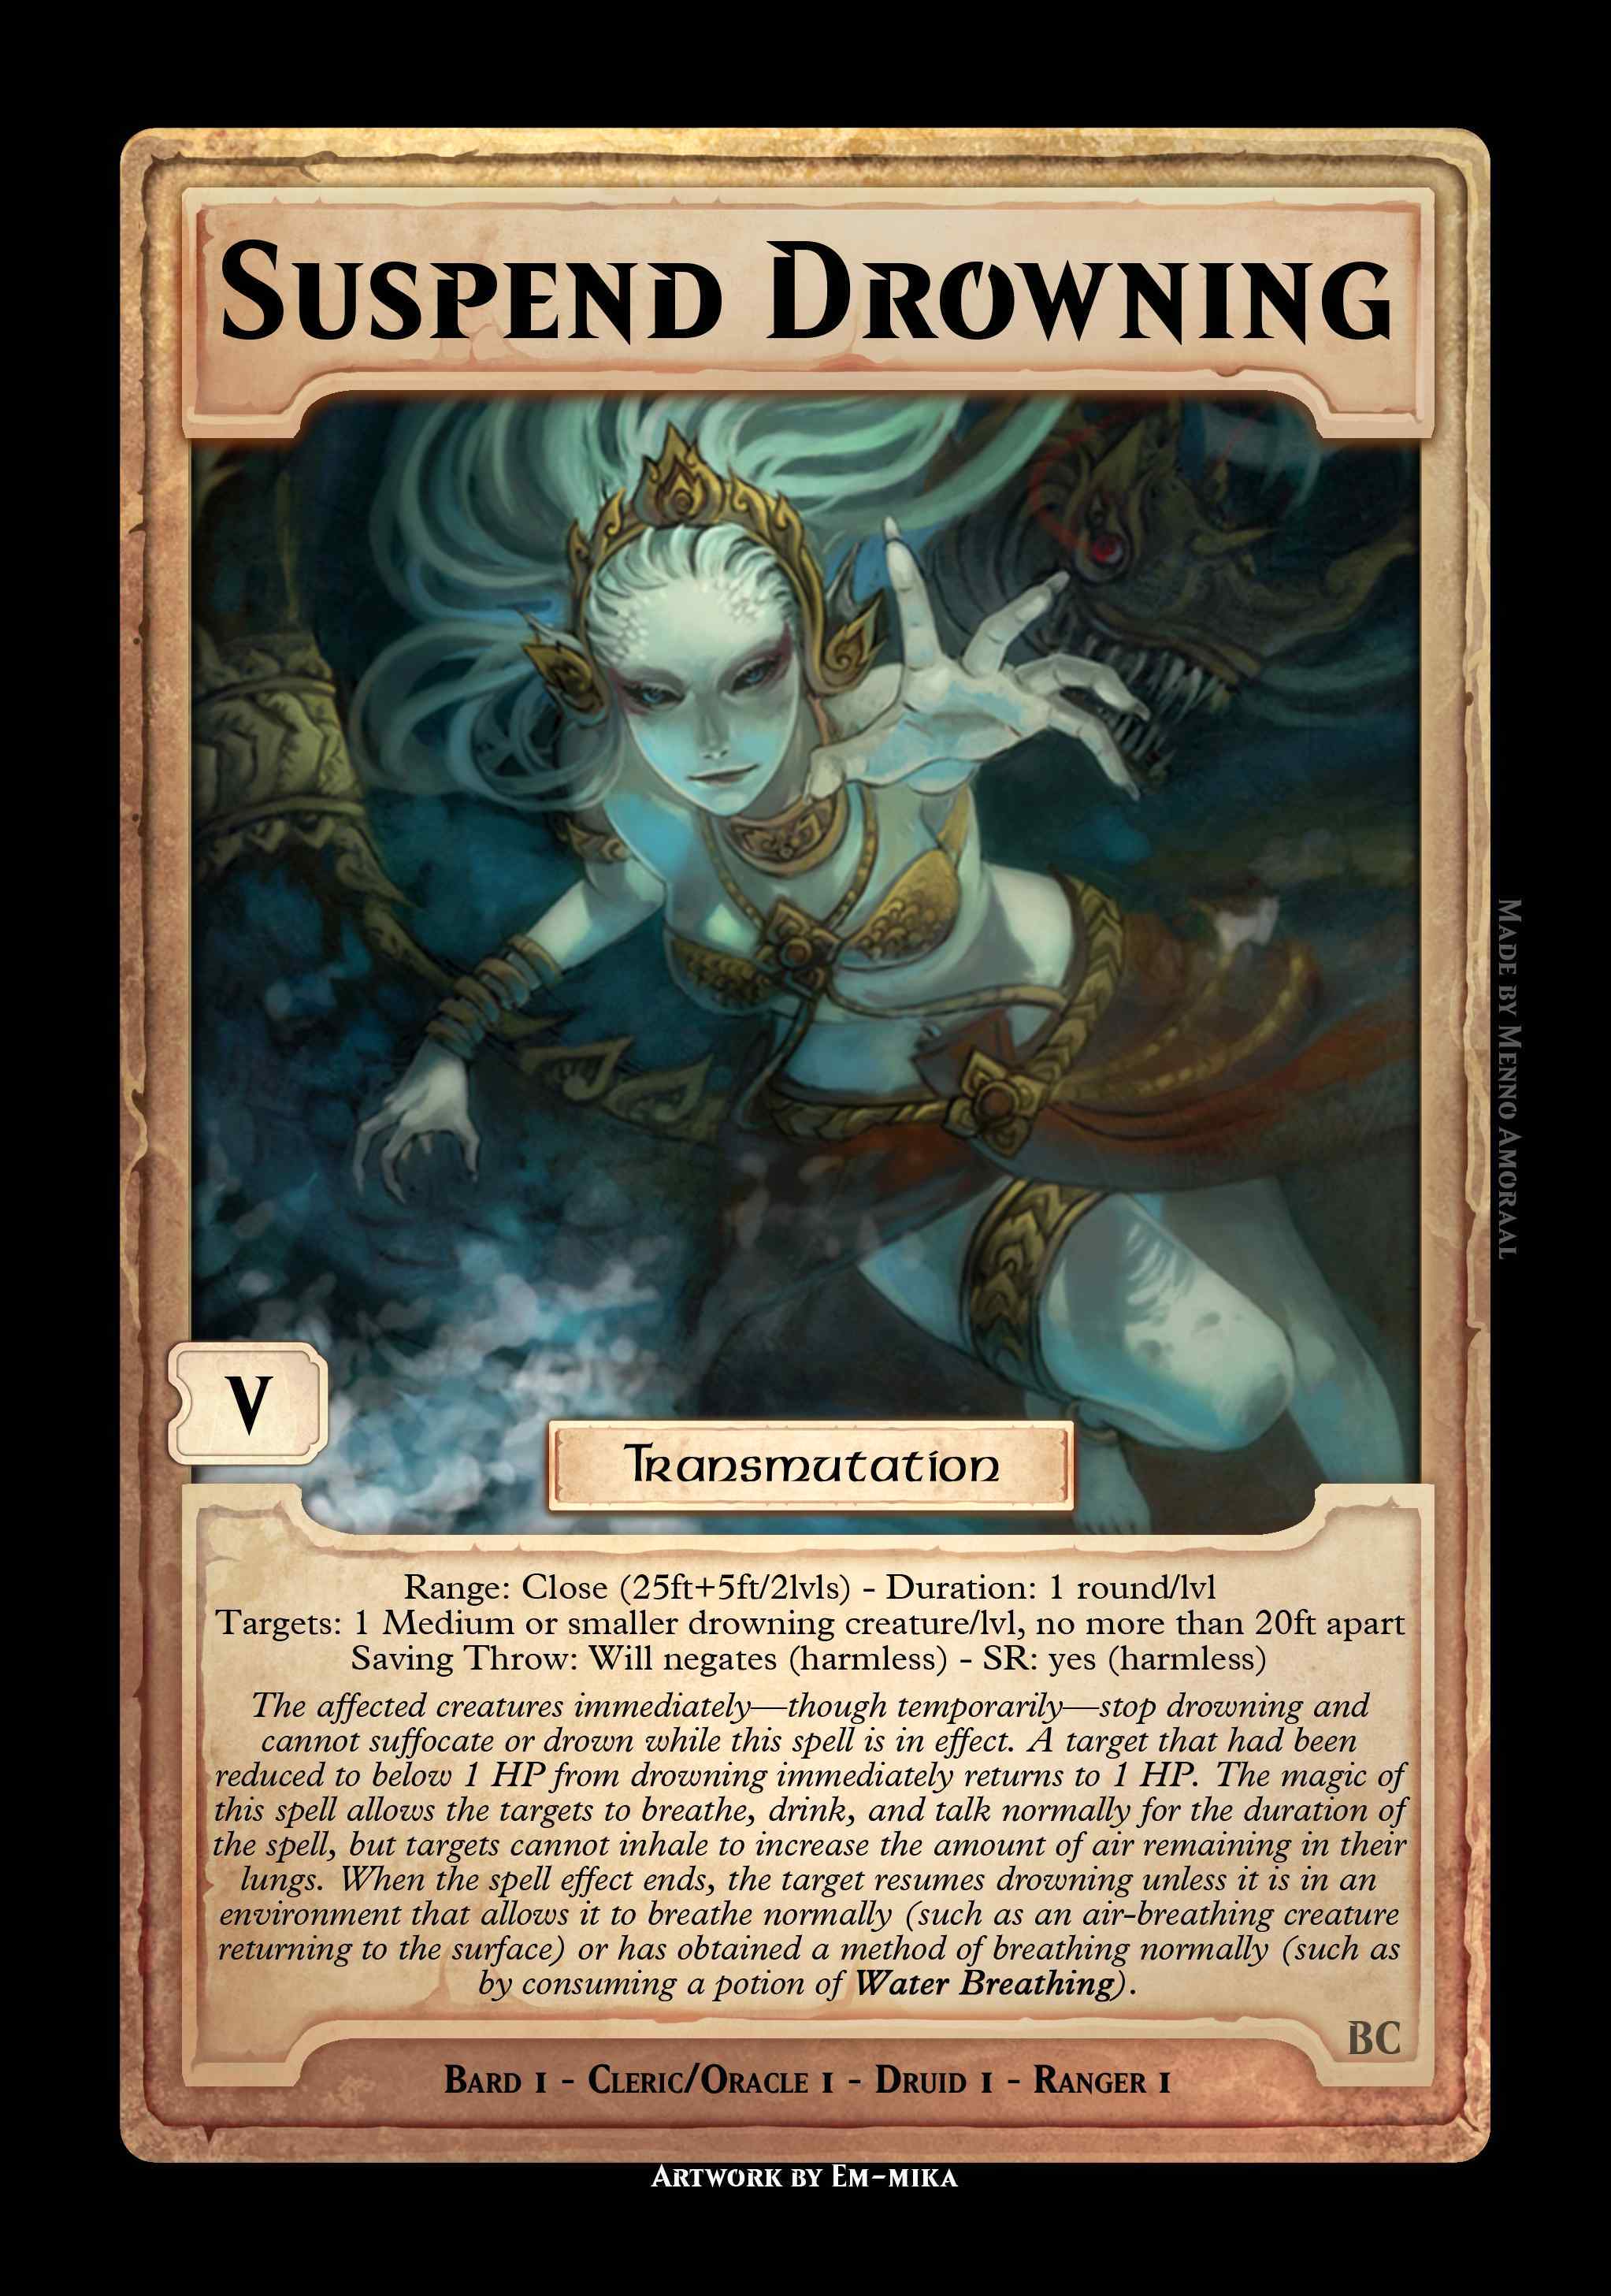 Suspend Drowning
V
Transmutation
Range: Close (25ft+5ft/2lvls) - Duration: 1 round/lvl
Targets: 1 Medium or smaller drowning creature/lvl, no more than 20ft apart
Saving Throw: Will negates (harmless) - SR: yes (harmless)
The affected creatures immediately—though temporarily—stop drowning and
cannot suffocate or drown while this spell is in effect. A target that had been
reduced to below 1 HP from drowning immediately returns to 1 HP. The magic of
this spell allows the targets to breathe, drink, and talk normally for the duration of
the spell, but targets cannot inhale to increase the amount of air remaining in their
lungs. When the spell effect ends, the target resumes drowning unless it is in an
environment that allows it to breathe normally (such as an air-breathing creature
returning to the surface) or has obtained a method of breathing normally (such as
by consuming a potion of Water Breathing).
BC
Bard 1 - Cleric/Oracle 1 - Druid 1 - Ranger 1
Artwork by Em-mika
Made by Menno Amoraal